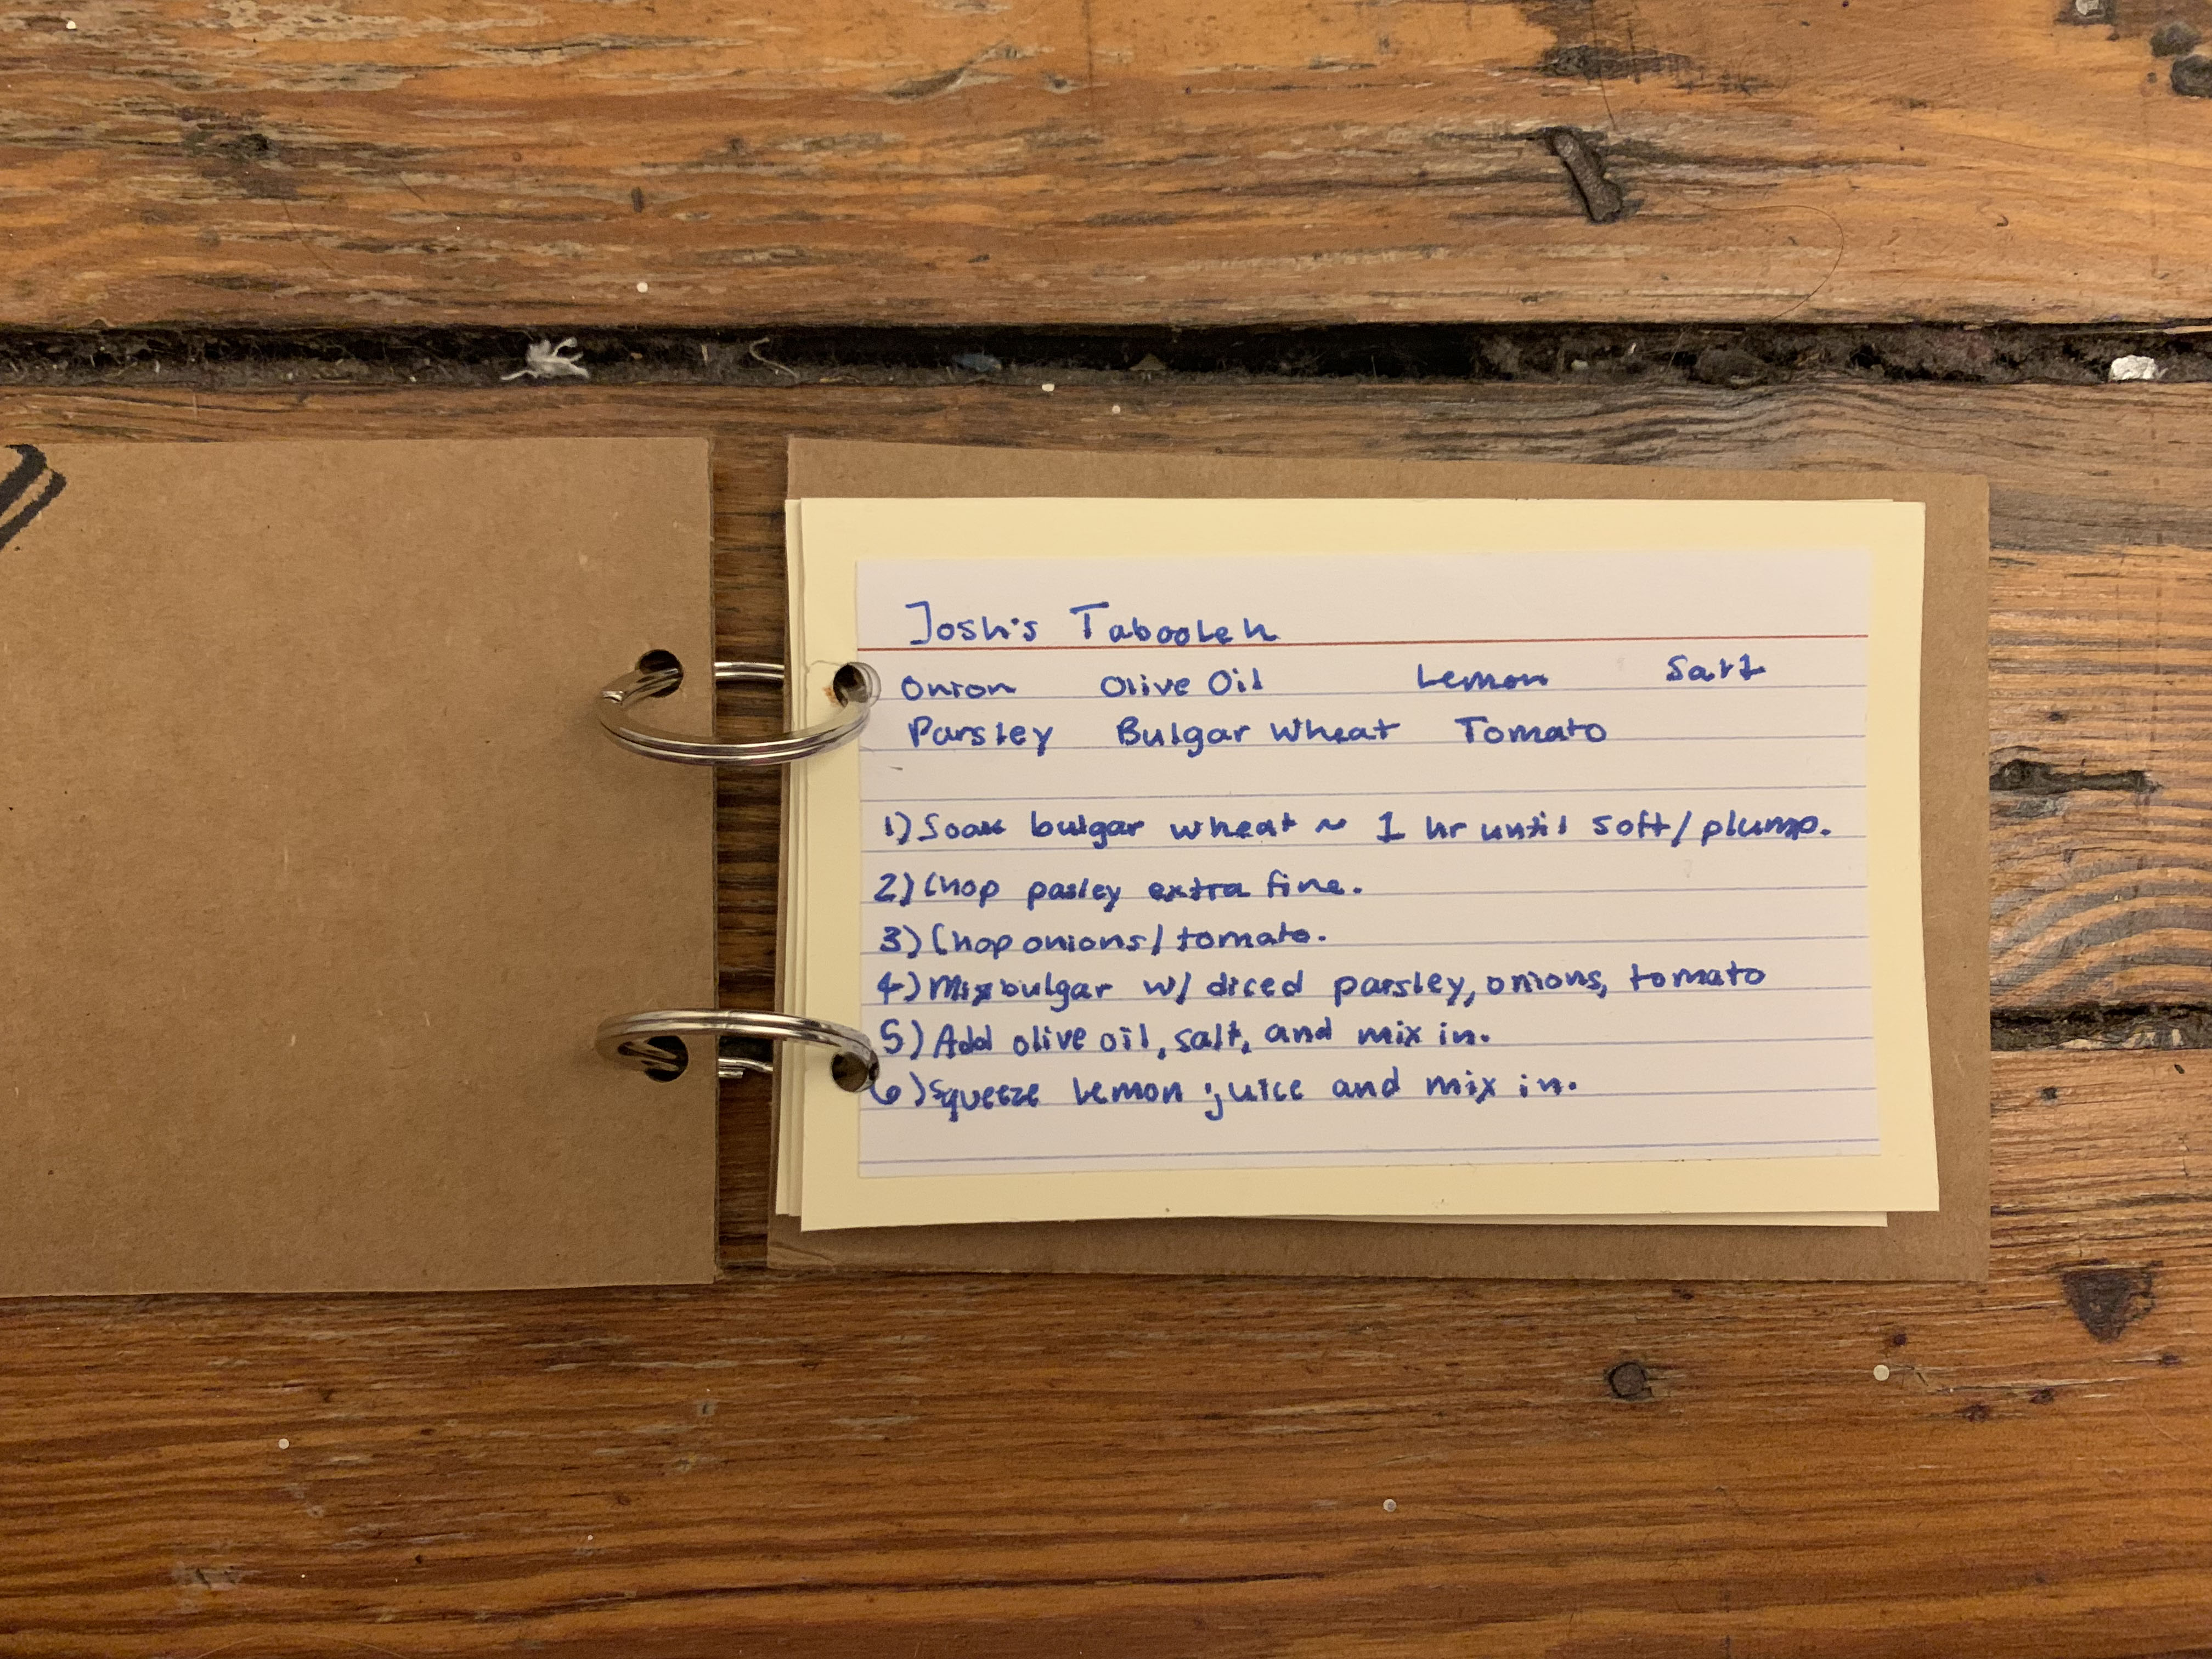 Josh's Tabooleh
Onion Olive Oil Lemon Salt
Parsley Bulgar Wheat Tomato
1) Soak bulgar wheat ~ 1 hr until soft/plump.
2) Chop pasley extra fine.
3) Chop onions/tomato.
4) Mix bulgar w/ diced parsley, onions, tomato
5) Add olive oil, salt, and mix in.
6) Squeeze lemon juice and mix in.